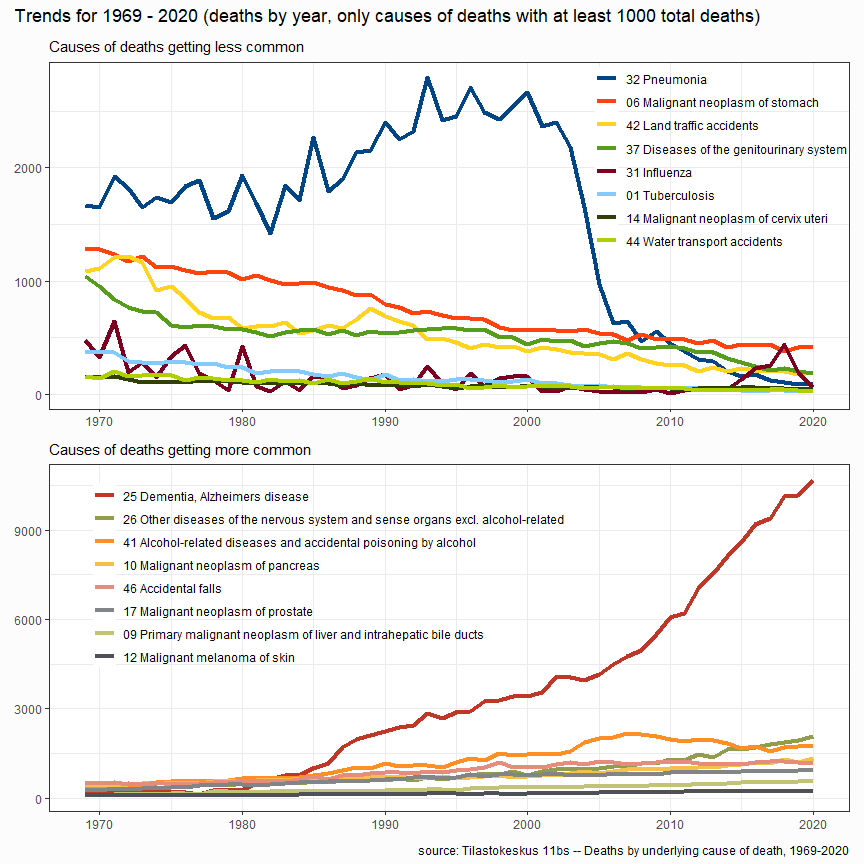 Trends for 1969 - 2020 (deaths by year, only causes of deaths with at least 1000 total deaths)
Causes of deaths getting less common
32 Pneumonia
06 Malignant neoplasm of stomach
42 Land traffic accidents
37 Diseases of the genitourinary system
31 Influenza
01 Tuberculosis
14 Malignant neoplasm of cervix uteri
44 Water transport accidents
2000
1000
0
1970 1980 1990 2000 2010 2020
Causes of deaths getting more common
25 Dementia, Alzheimers disease
26 Other diseases of the nervous system and sense organs excl. alcohol-related
41 Alcohol-related diseases and accidental poisoning by alcohol
10 Malignant neoplasm of pancreas
46 Accidental falls
17 Malignant neoplasm of prostate
09 Primary malignant neoplasm of liver and intrahepatic bile ducts
12 Malignant melanoma of skin
9000
6000
3000
0
1970 1980 1990 2000 2010 2020
source: Tilastokeskus 11bs -- Deaths by underlying cause of death, 1969-2020